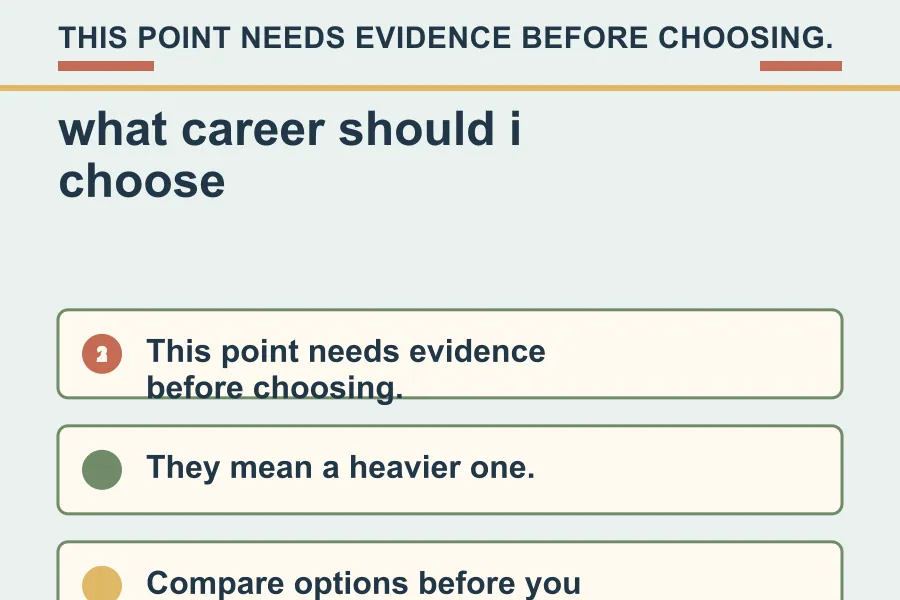 THIS POINT NEEDS EVIDENCE BEFORE CHOOSING.
what career should i
choose
This point needs evidence
before choosing.
They mean a heavier one.
Compare options before you